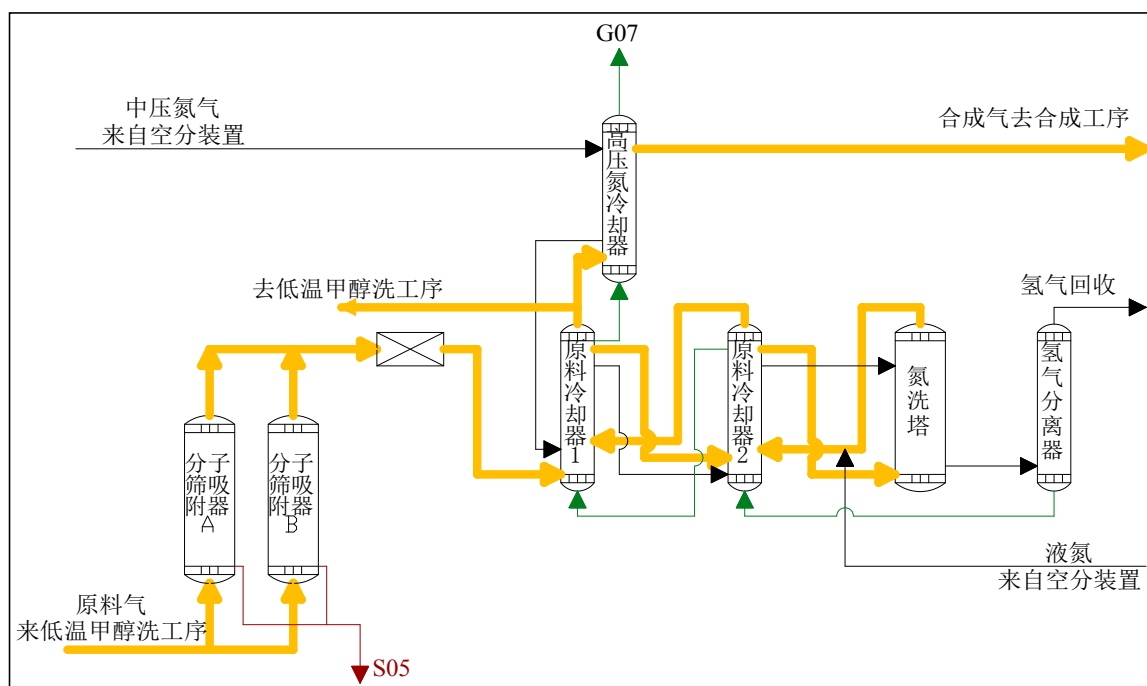 G07
中压氮气
来自空分装置
合成气去合成工序
高压氮冷却器
去低温甲醇洗工序
氢气回收
原料冷却器1
原料冷却器2
氮洗塔
氢气分离器
分子
筛吸
附器
A
分子
筛吸
附器
B
液氮
来自空分装置
原料气
来低温甲醇洗工序
S05